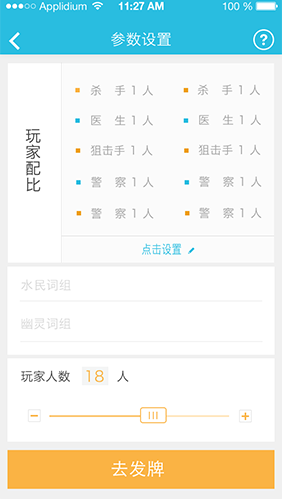 Applidium 11:27 AM 100 %
参数设置 ?
玩家配比
杀 手 1 人 杀 手 1 人
医 生 1 人 医 生 1 人
狙击手 1 人 狙击手 1 人
警 察 1 人 警 察 1 人
警 察 1 人 警 察 1 人
点击设置
水民词组
幽灵词组
玩家人数 18 人
去发牌